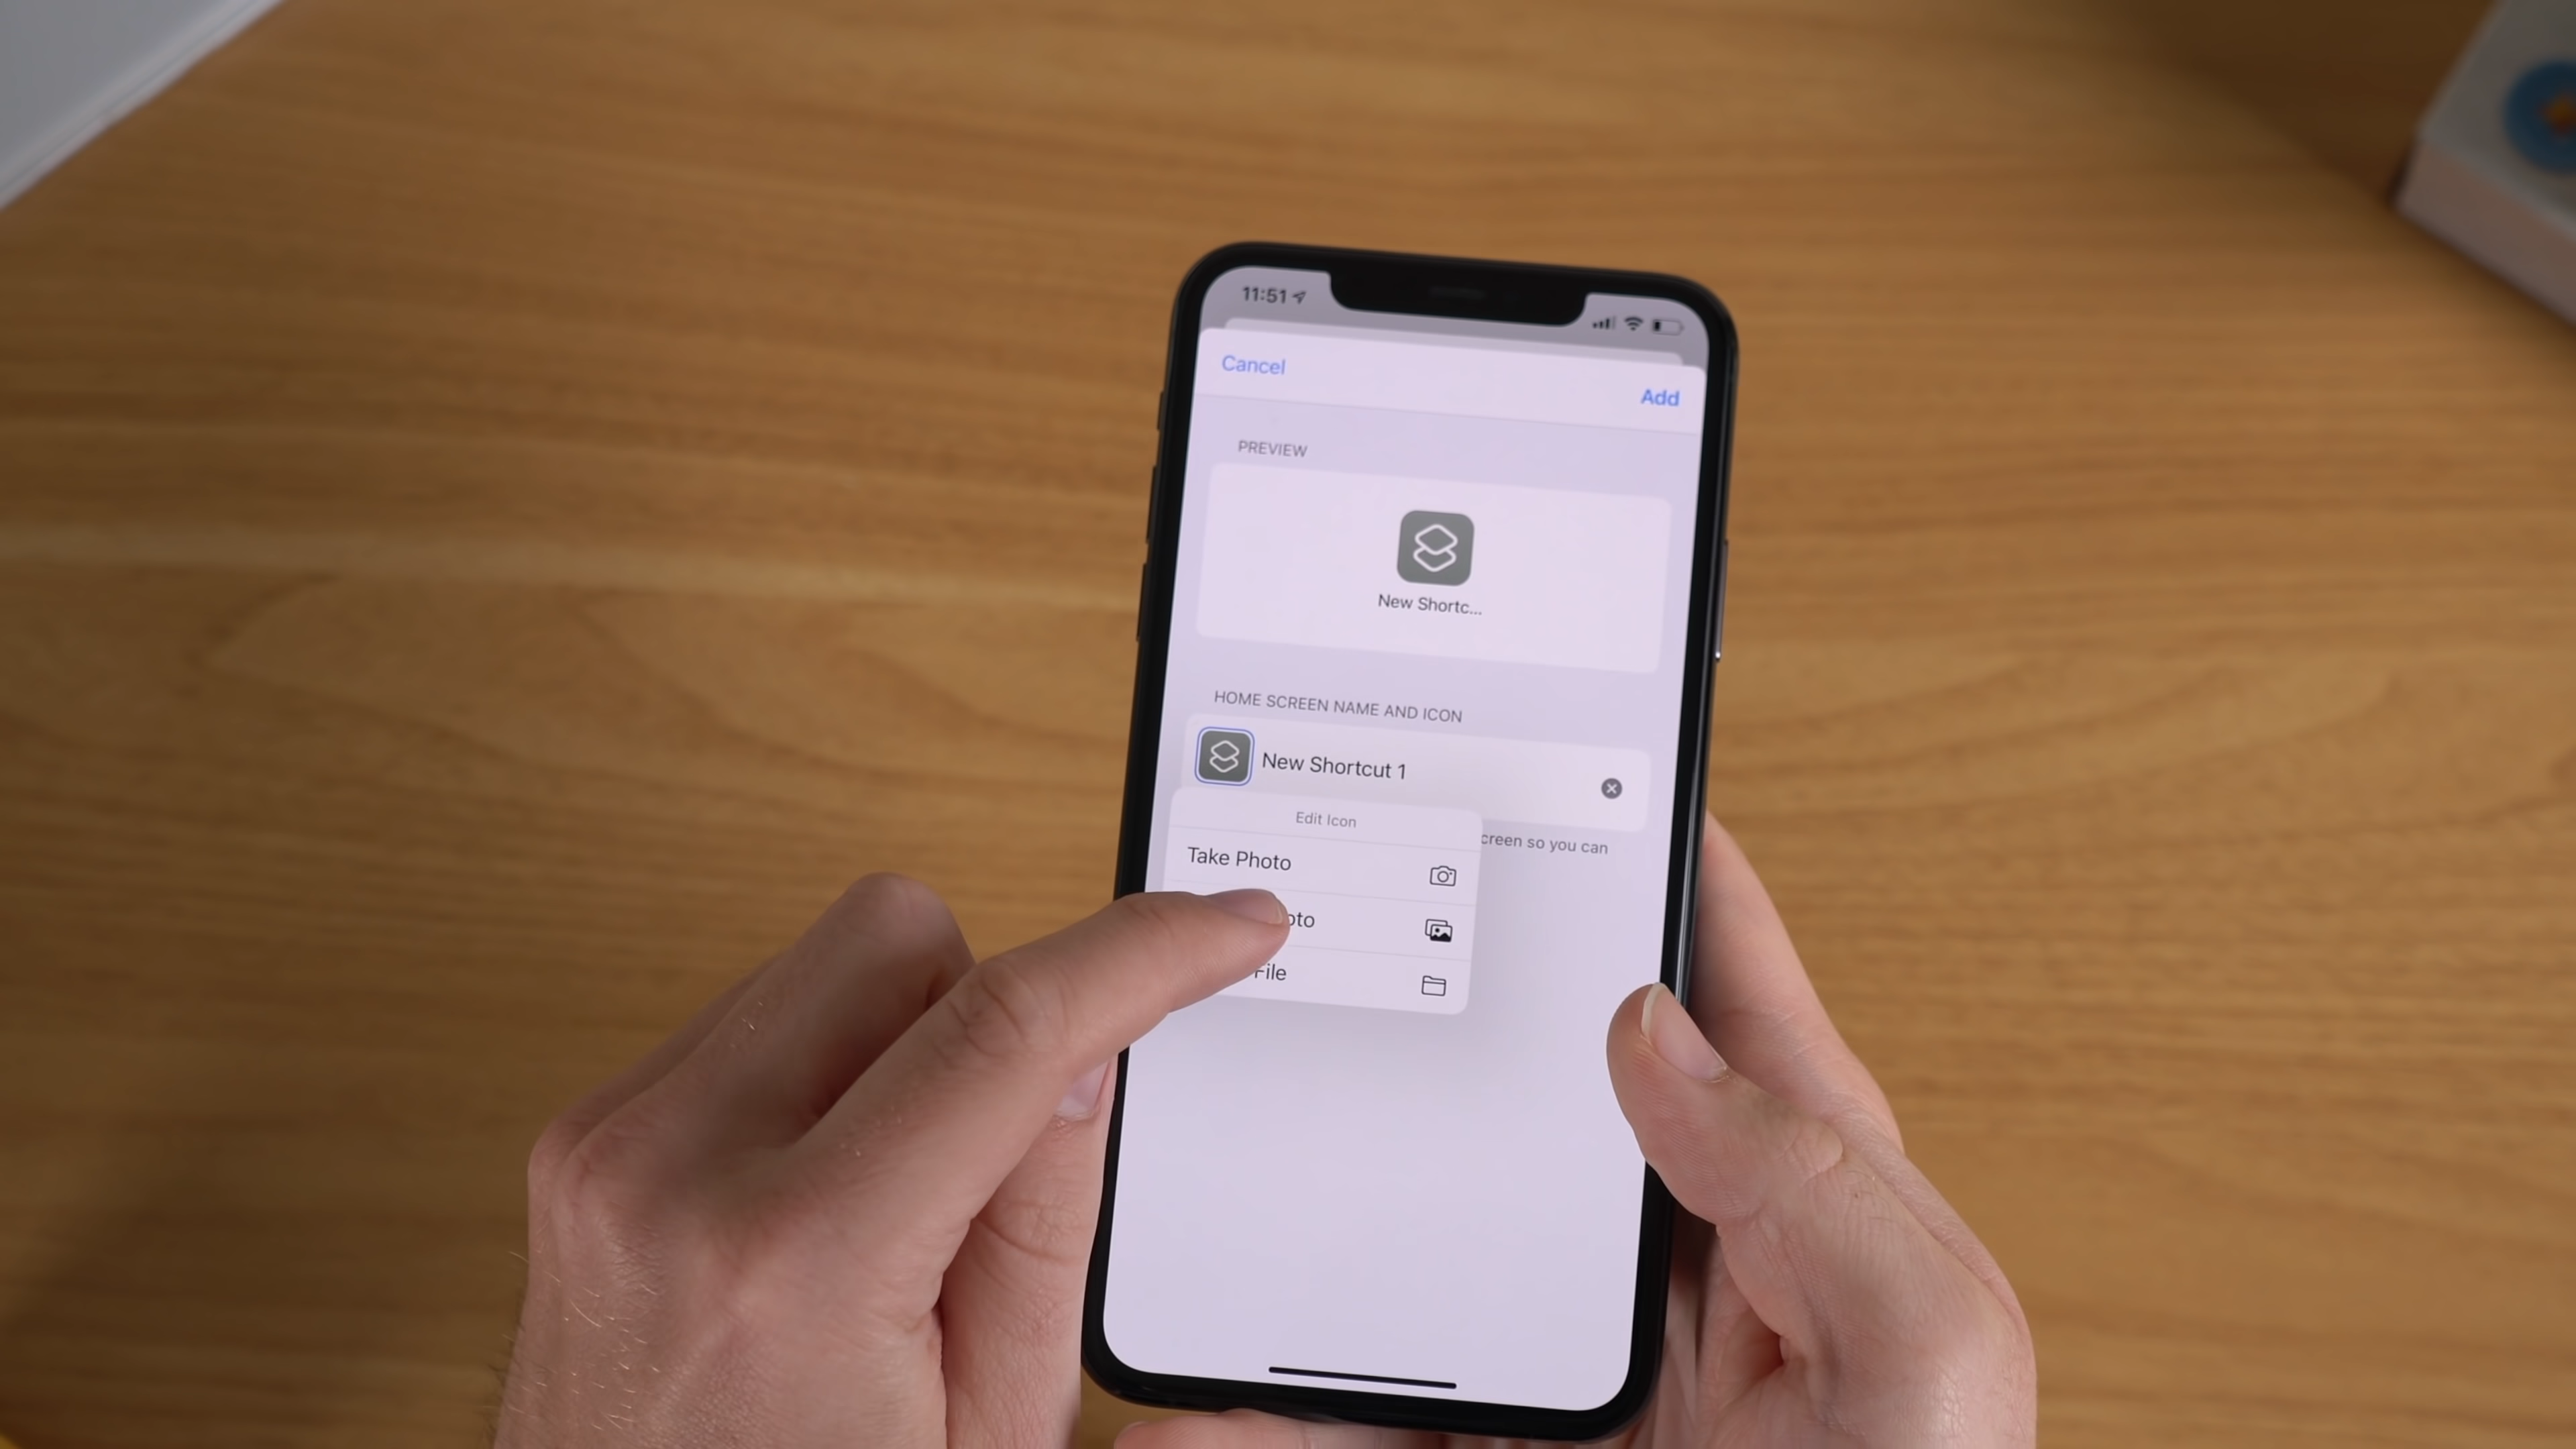 11:51
Cancel
Add
PREVIEW
New Shortc...
HOME SCREEN NAME AND ICON
New Shortcut 1
Edit Icon
creen so you can
Take Photo
oto
File